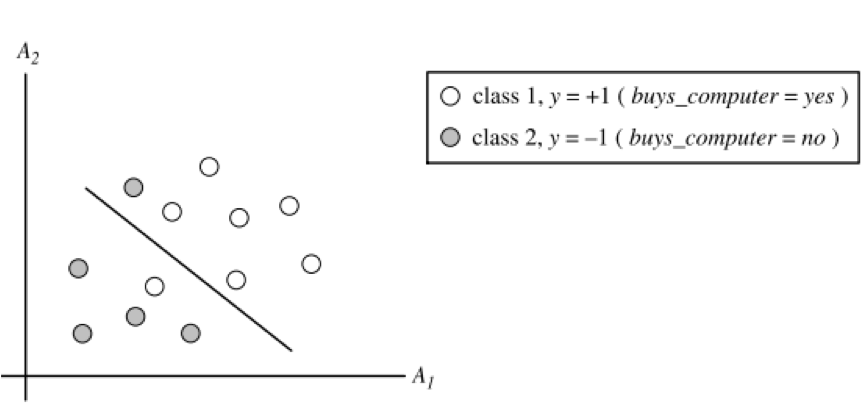 A2
class 1, y = +1 ( buys_computer = yes )
class 2, y = –1 ( buys_computer = no )
A1